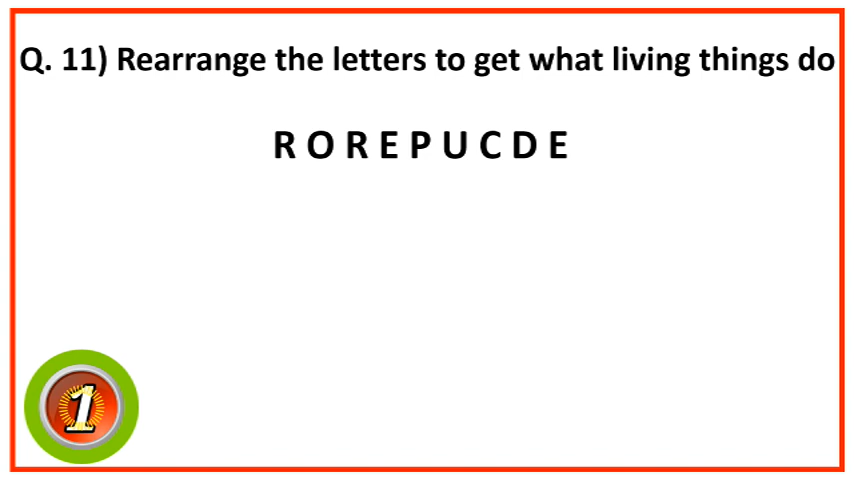 Q. 11) Rearrange the letters to get what living things do
R O R E P U C D E
1